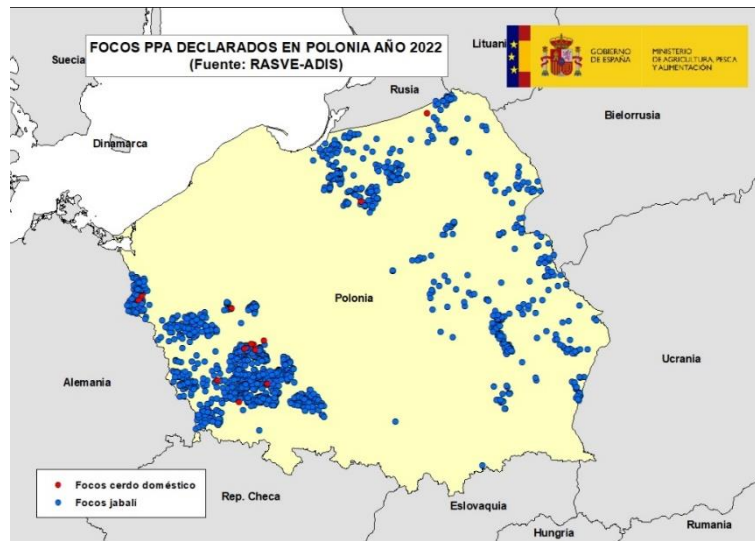 FOCOS PPA DECLARADOS EN POLONIA AÑO 2022
(Fuente: RASVE-ADIS)
GOBIERNO
DE ESPAÑA
MINISTERIO
DE AGRICULTURA, PESCA
Y ALIMENTACIÓN
Suecia
Lituani
Rusia
Bielorrusia
Dinamarca
Polonia
Alemania
Ucrania
Focos cerdo doméstico
Focos jabalí
Rep. Checa
Eslovaquia
Hungría
Rumania